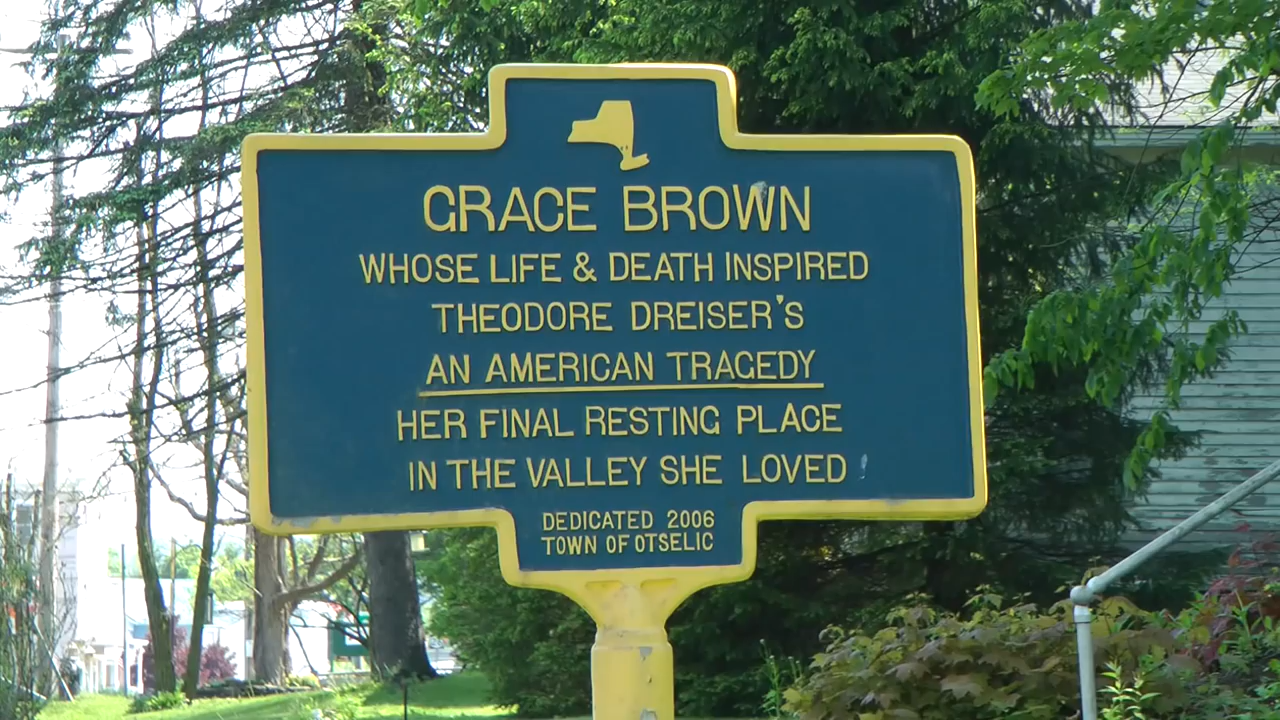 GRACE BROWN
WHOSE LIFE & DEATH INSPIRED
THEODORE DREISER'S
AN AMERICAN TRAGEDY
HER FINAL RESTING PLACE
IN THE VALLEY SHE LOVED
DEDICATED 2006
TOWN OF OTSELIC